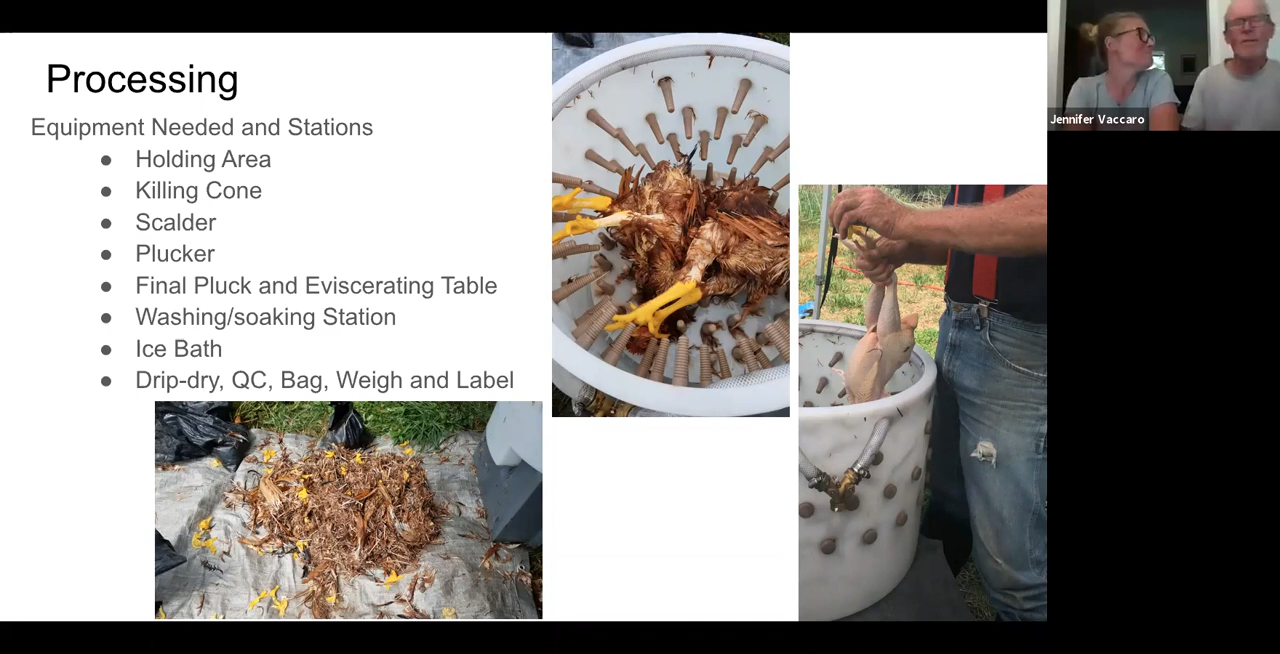 Processing
Equipment Needed and Stations
● Holding Area
● Killing Cone
● Scalder
● Plucker
● Final Pluck and Eviscerating Table
● Washing/soaking Station
● Ice Bath
● Drip-dry, QC, Bag, Weigh and Label
Jennifer Vaccaro